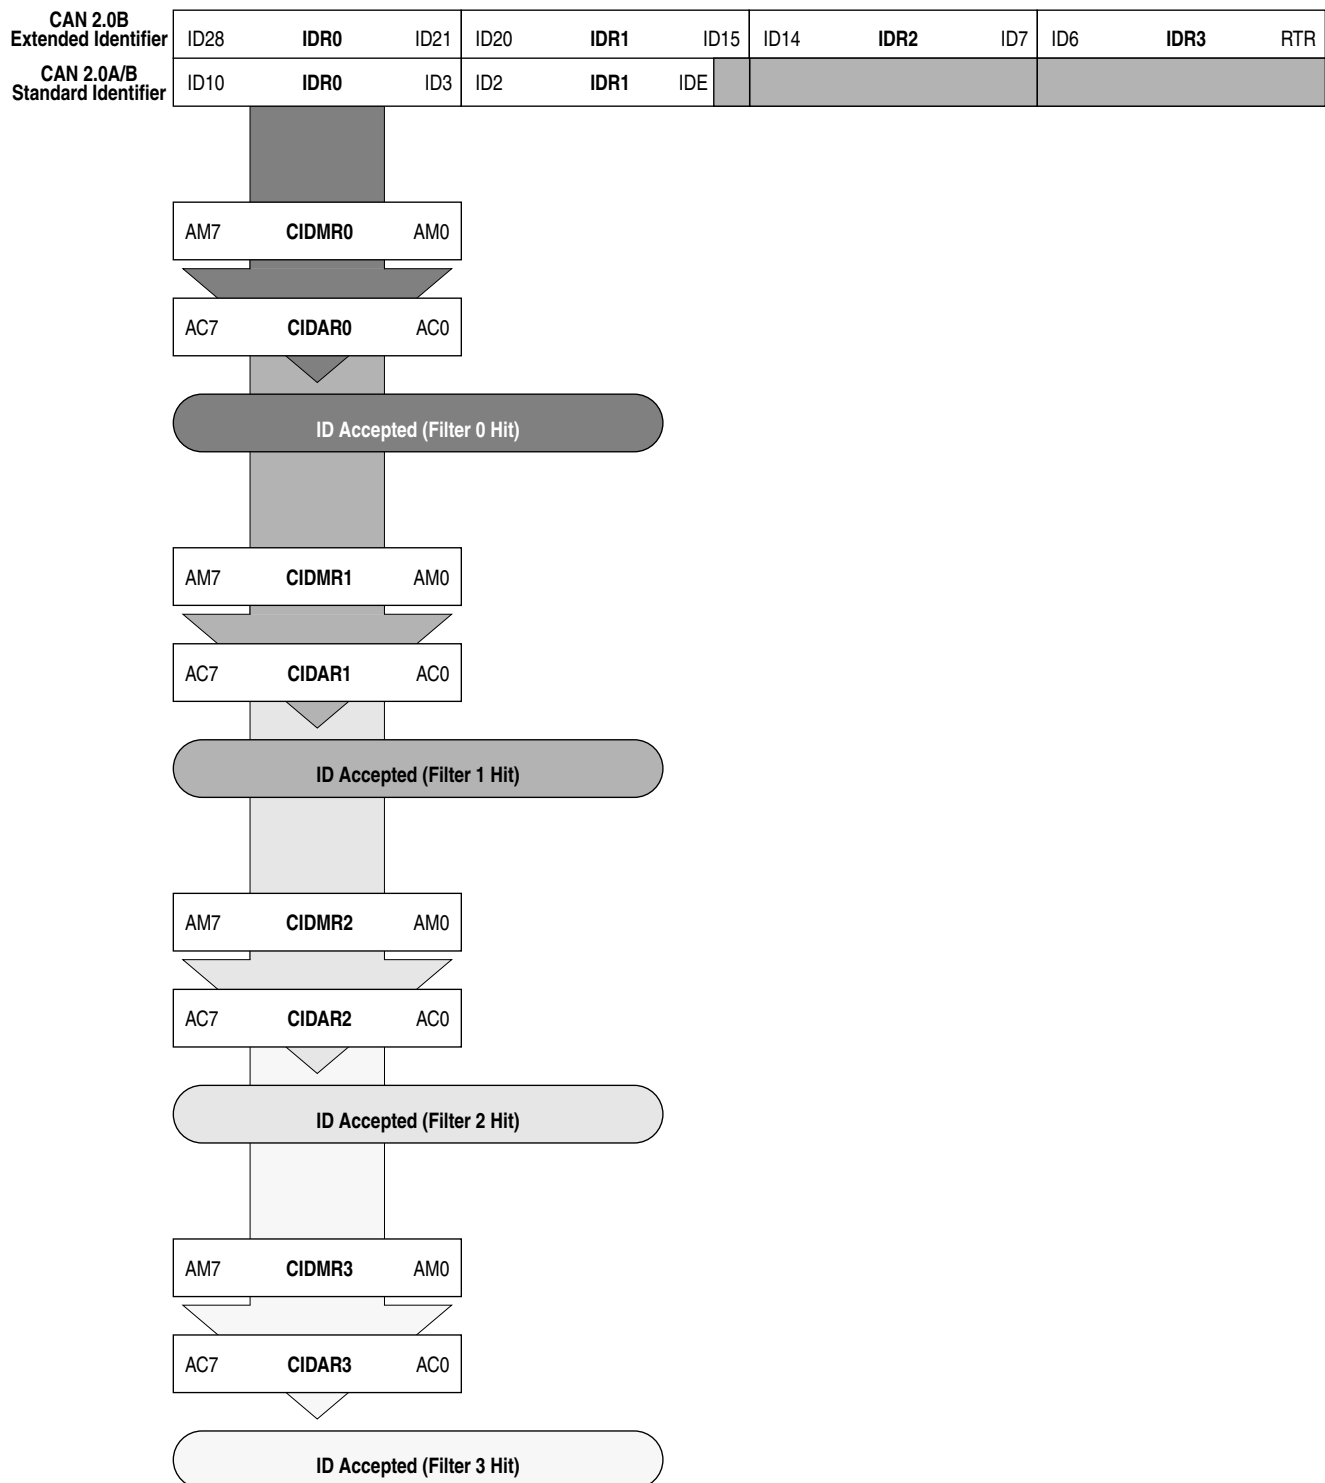 CAN 2.0B
Extended Identifier ID28 IDR0 ID21 ID20 IDR1 ID15 ID14 IDR2 ID7 ID6 IDR3 RTR
CAN 2.0A/B
Standard Identifier ID10 IDR0 ID3 ID2 IDR1 IDE
AM7 CIDMR0 AM0
AC7 CIDAR0 AC0
ID Accepted (Filter 0 Hit)
AM7 CIDMR1 AM0
AC7 CIDAR1 AC0
ID Accepted (Filter 1 Hit)
AM7 CIDMR2 AM0
AC7 CIDAR2 AC0
ID Accepted (Filter 2 Hit)
AM7 CIDMR3 AM0
AC7 CIDAR3 AC0
ID Accepted (Filter 3 Hit)